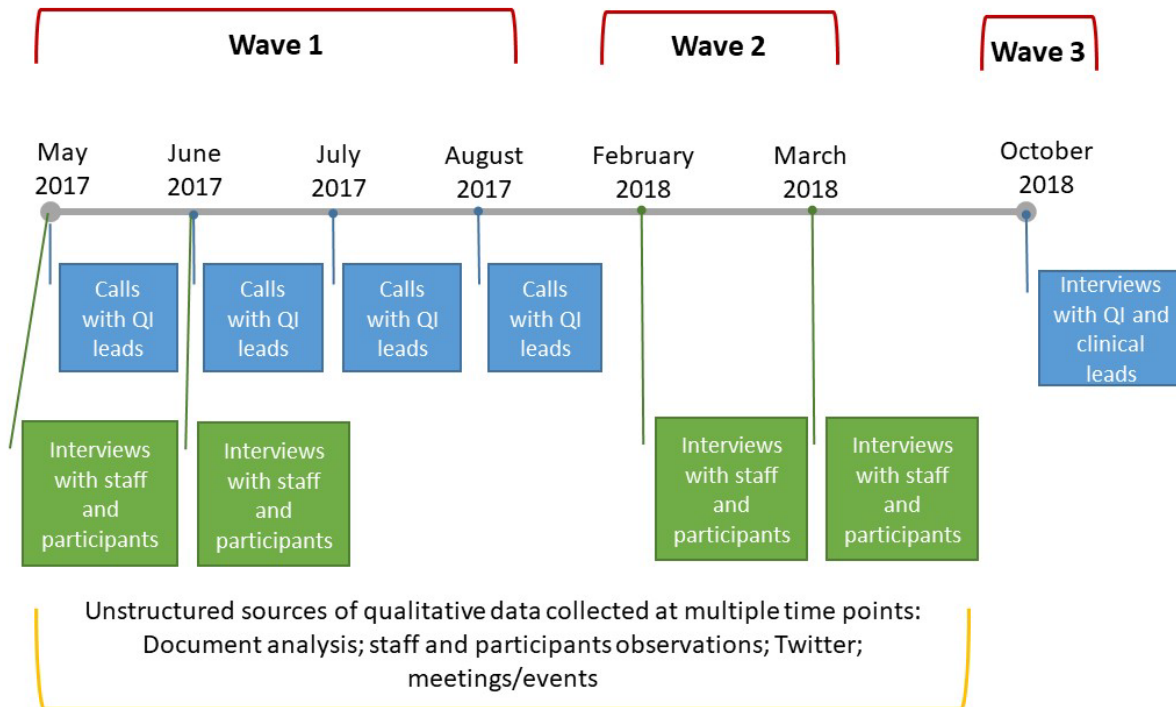 Wave 1
Wave 2
Wave 3
May
2017
June
2017
July
2017
August
2017
February
2018
March
2018
October
2018
Calls
with QI
leads
Calls
with QI
leads
Calls
with QI
leads
Calls
with QI
leads
Interviews
with QI and
clinical
leads
Interviews
with staff
and
participants
Interviews
with staff
and
participants
Interviews
with staff
and
participants
Interviews
with staff
and
participants
Unstructured sources of qualitative data collected at multiple time points:
Document analysis; staff and participants observations; Twitter;
meetings/events